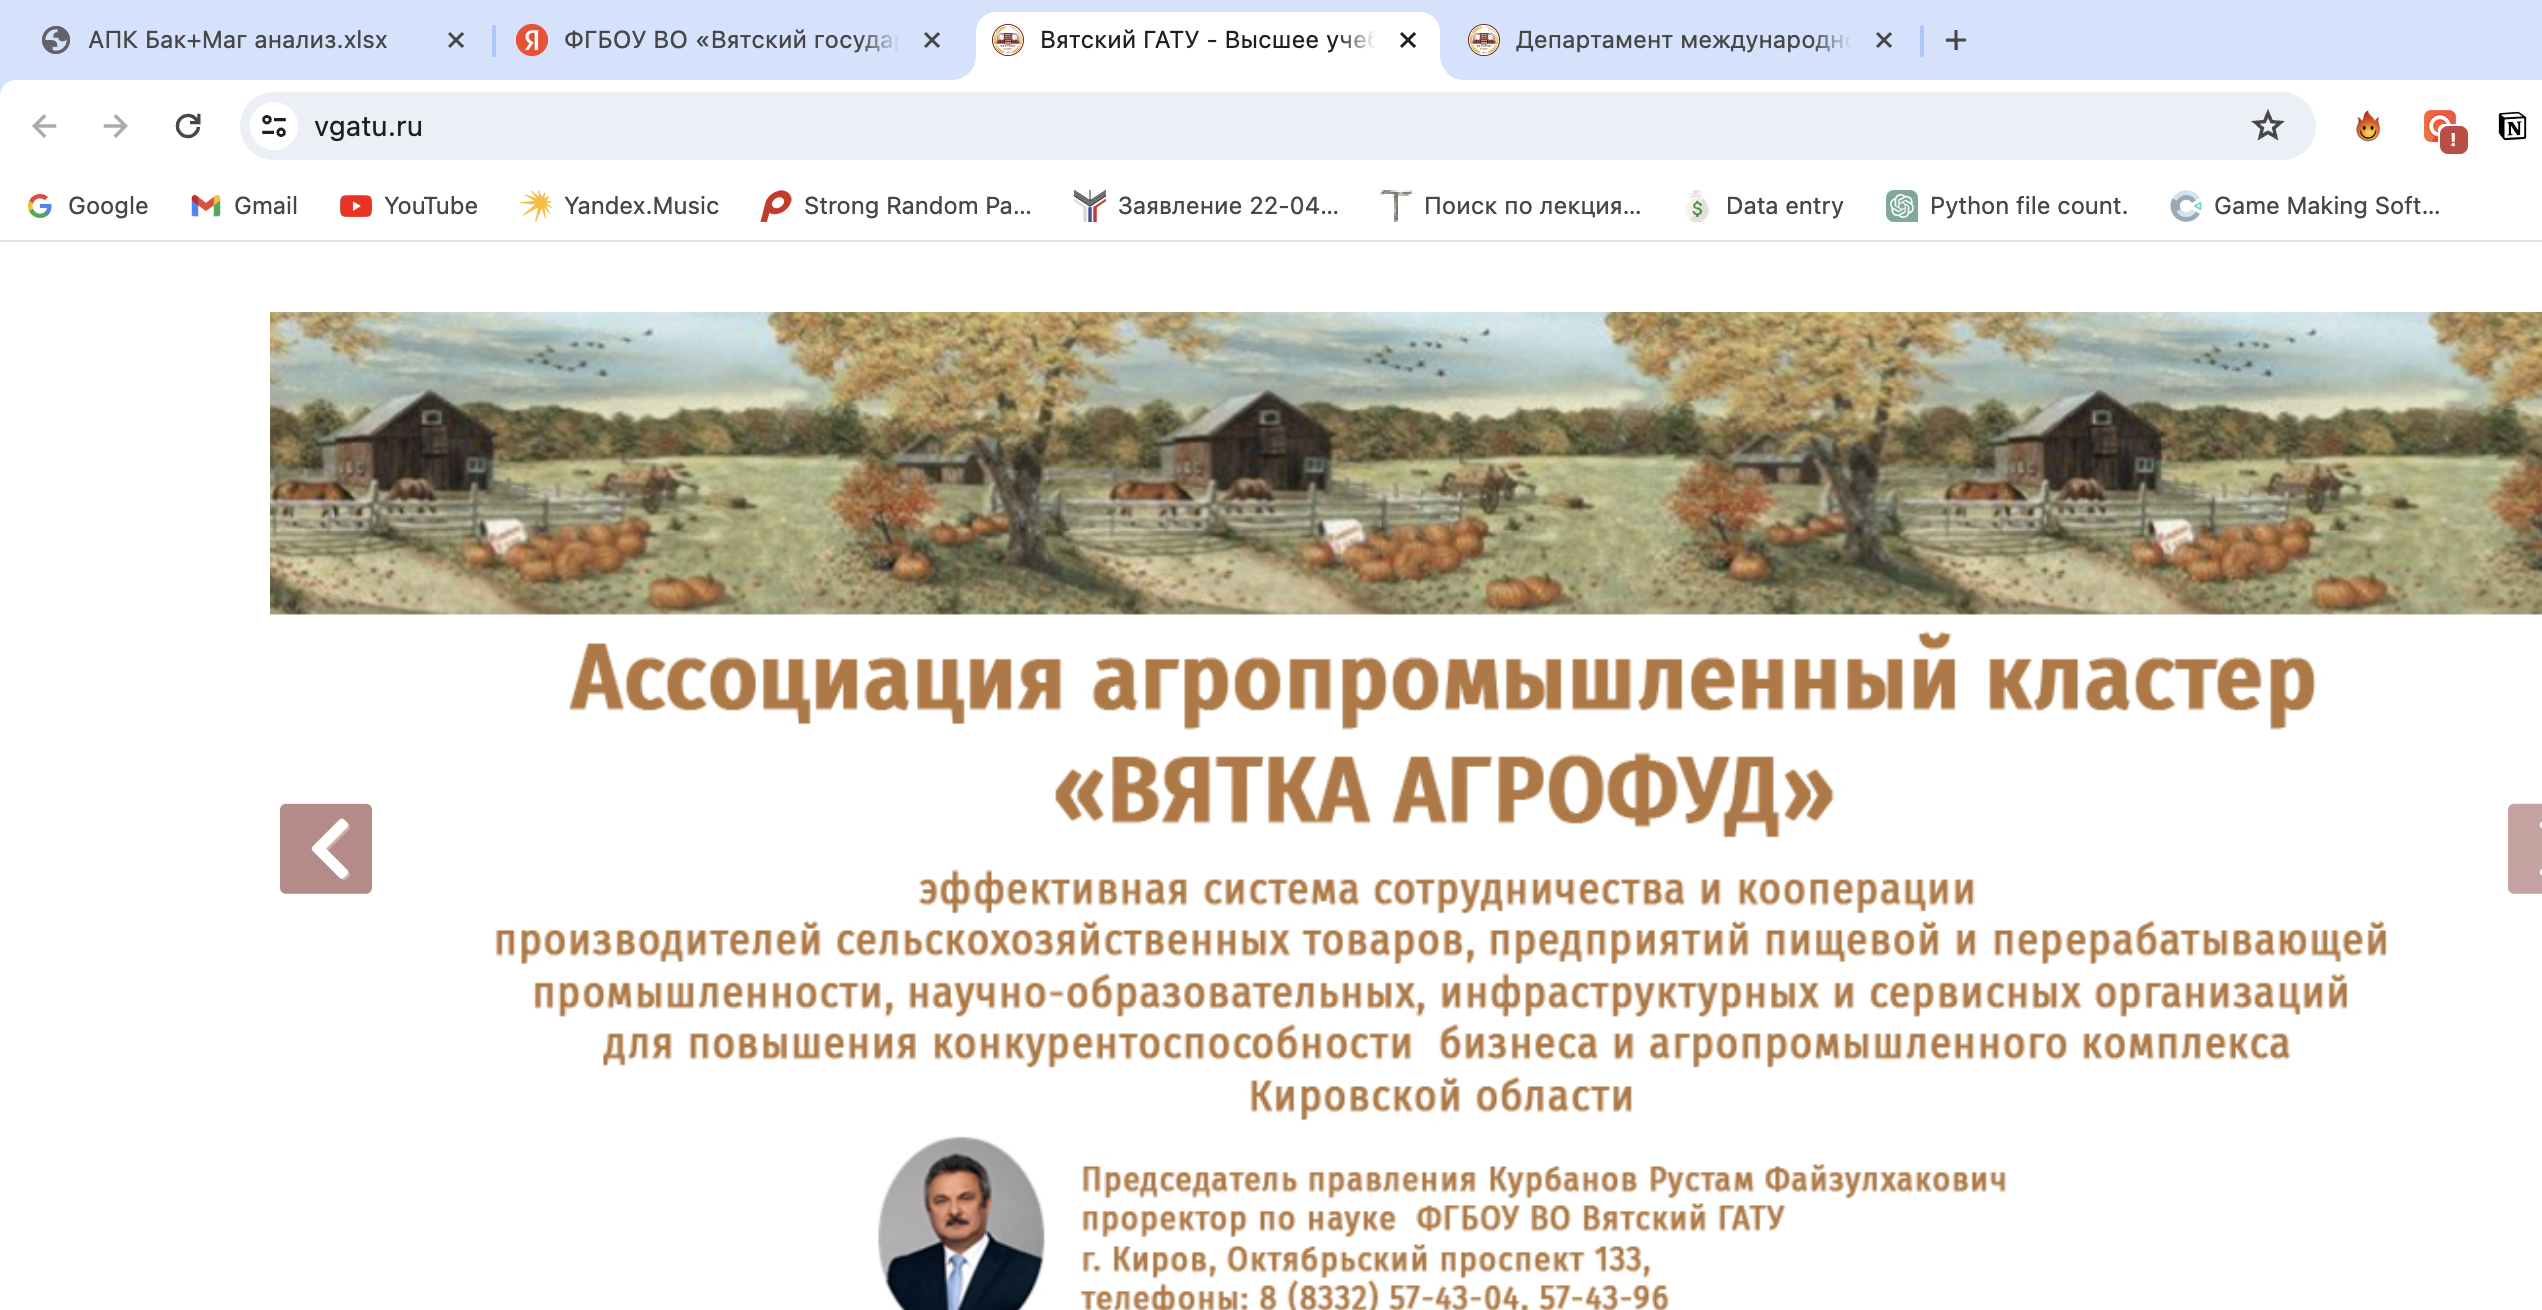 АПК Бак+Маг анализ.xlsx
ФГБОУ ВО «Вятский госуда
Вятский ГАТУ - Высшее учеб
Департамент международно
vgatu.ru
Google
Gmail
YouTube
Yandex.Music
Strong Random Pa...
Заявление 22-04...
Поиск по лекция...
Data entry
Python file count.
Game Making Soft...
Ассоциация агропромышленный кластер
«ВЯТКА АГРОФУД»
эффективная система сотрудничества и кооперации
производителей сельскохозяйственных товаров, предприятий пищевой и перерабатывающей
промышленности, научно-образовательных, инфраструктурных и сервисных организаций
для повышения конкурентоспособности бизнеса и агропромышленного комплекса
Кировской области
Председатель правления Курбанов Рустам Файзулхакович
проректор по науке ФГБОУ ВО Вятский ГАТУ
г. Киров, Октябрьский проспект 133,
телефоны: 8 (8332) 57-43-04, 57-43-96